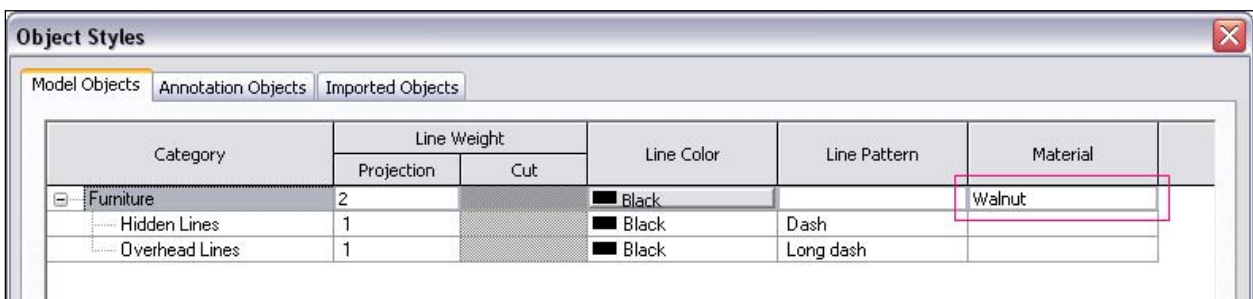 Object Styles
Model Objects Annotation Objects Imported Objects
Category Line Weight Line Color Line Pattern Material
Projection Cut
Furniture 2 Black Walnut
Hidden Lines 1 Black Dash
Overhead Lines 1 Black Long dash